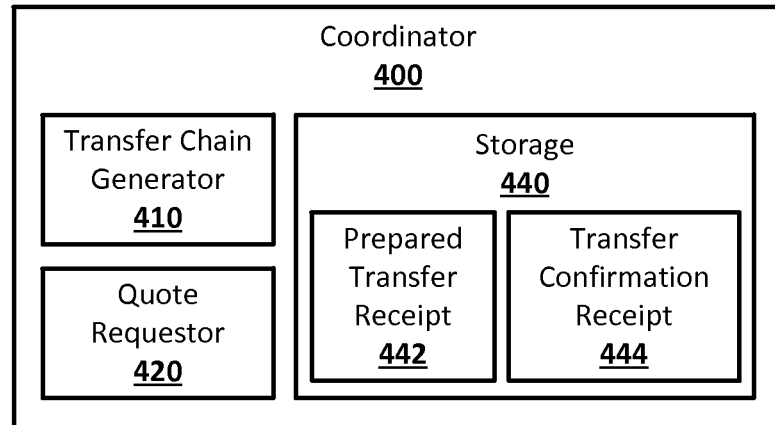 Coordinator
400
Transfer Chain
Generator
410
Quote
Requestor
420
Storage
440
Prepared
Transfer
Receipt
442
Transfer
Confirmation
Receipt
444